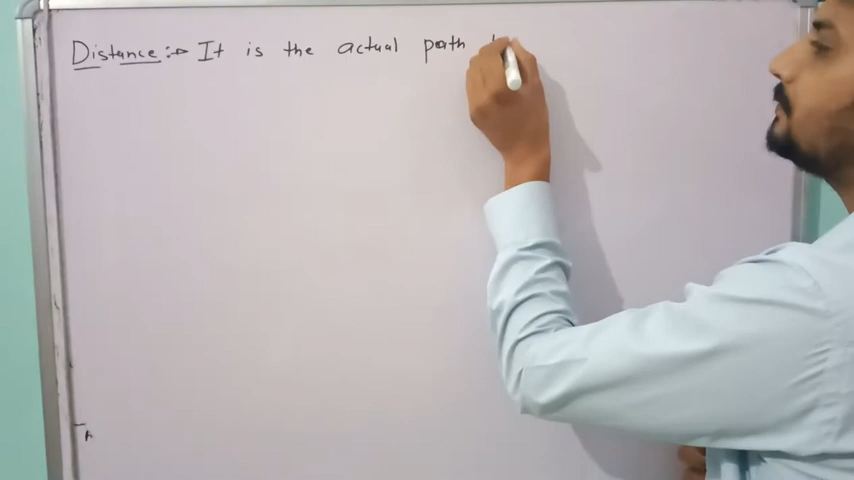 Distance :→ It is the actual path